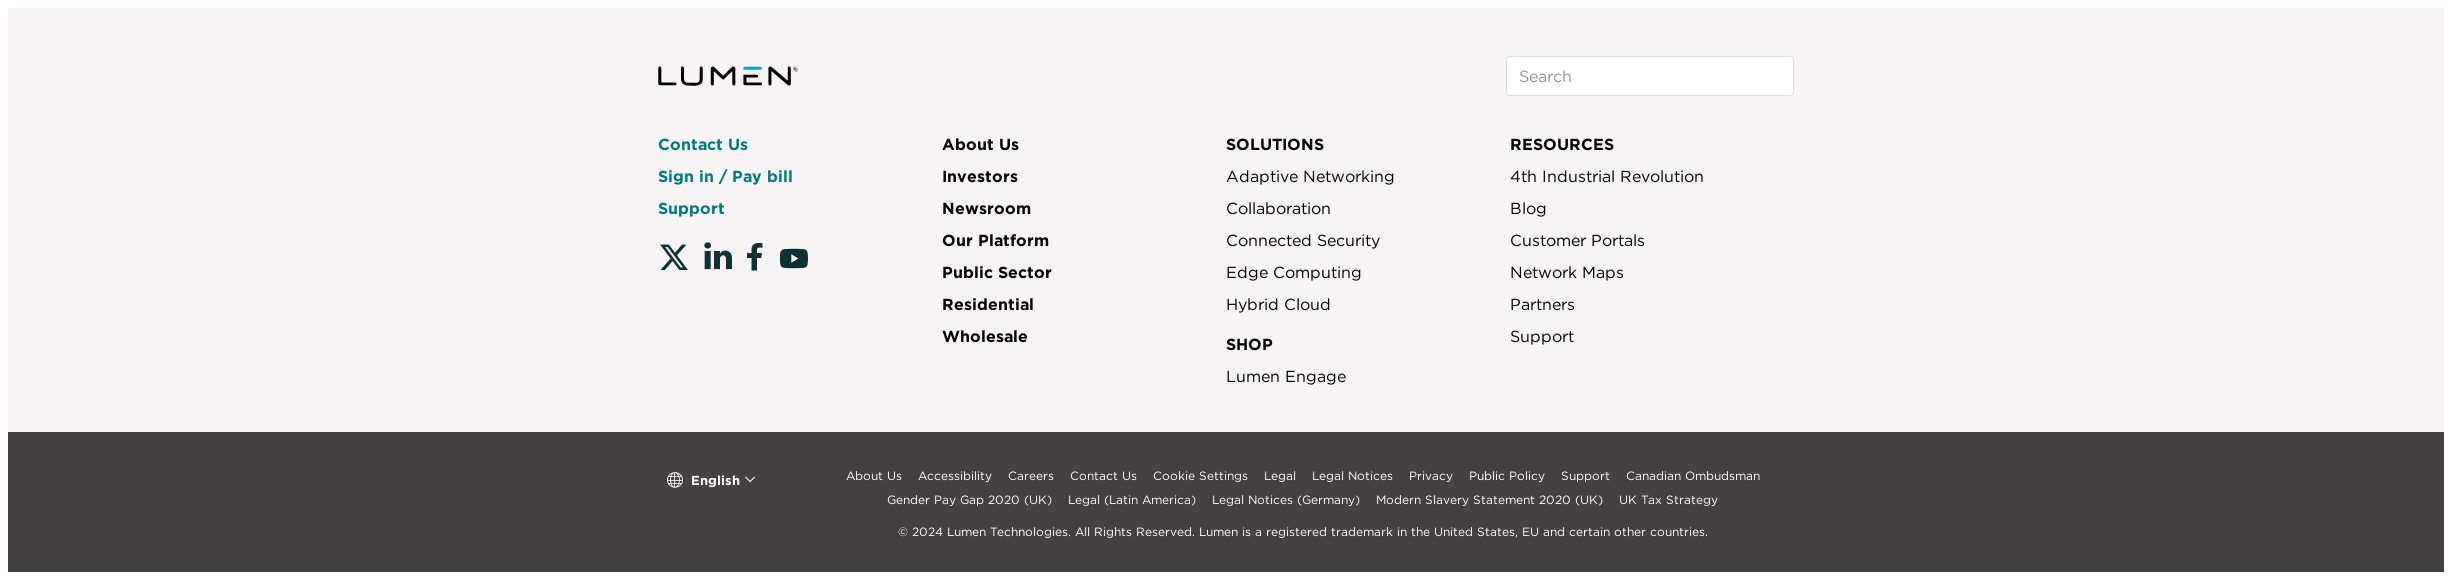 LUMEN®
Search
Contact Us
Sign in / Pay bill
Support
About Us
Investors
Newsroom
Our Platform
Public Sector
Residential
Wholesale
SOLUTIONS
Adaptive Networking
Collaboration
Connected Security
Edge Computing
Hybrid Cloud
SHOP
Lumen Engage
RESOURCES
4th Industrial Revolution
Blog
Customer Portals
Network Maps
Partners
Support
English
About Us Accessibility Careers Contact Us Cookie Settings Legal Legal Notices Privacy Public Policy Support Canadian Ombudsman
Gender Pay Gap 2020 (UK) Legal (Latin America) Legal Notices (Germany) Modern Slavery Statement 2020 (UK) UK Tax Strategy
© 2024 Lumen Technologies. All Rights Reserved. Lumen is a registered trademark in the United States, EU and certain other countries.